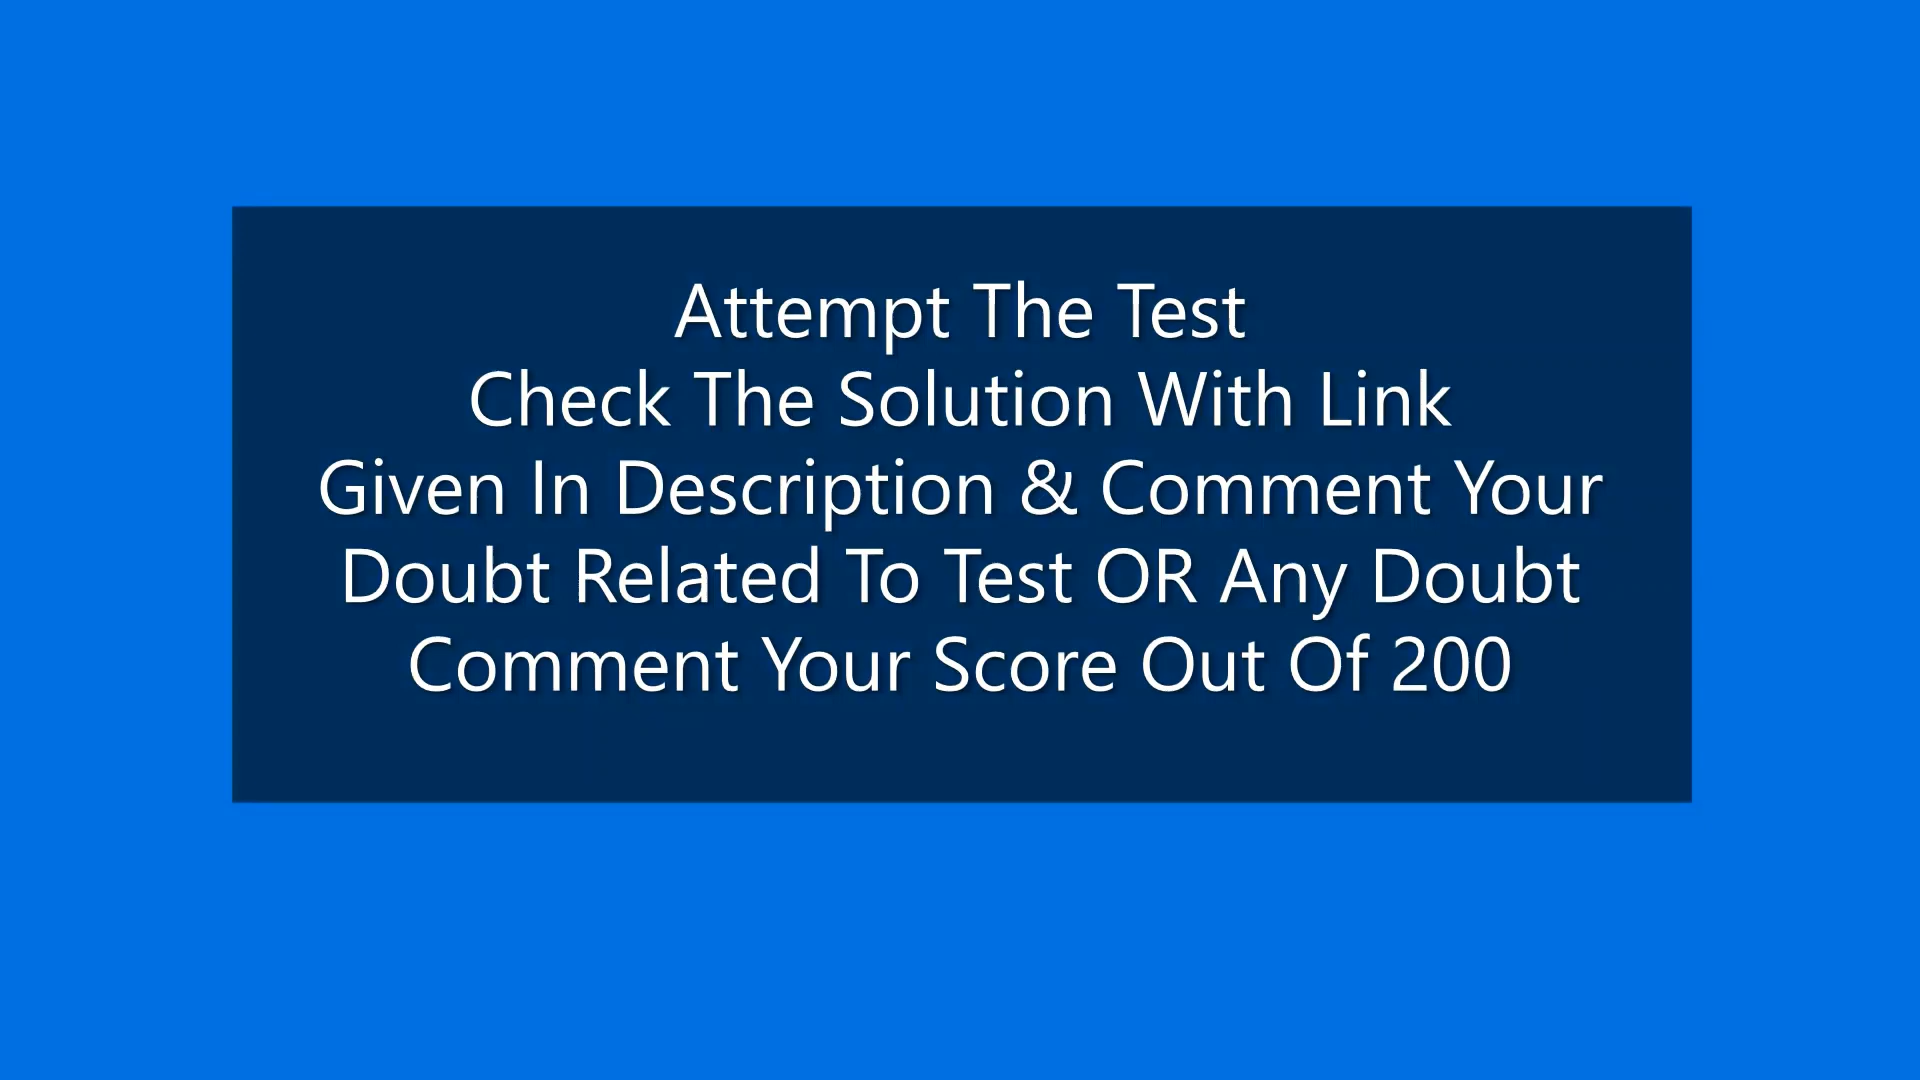 Attempt The Test
Check The Solution With Link
Given In Description & Comment Your
Doubt Related To Test OR Any Doubt
Comment Your Score Out Of 200